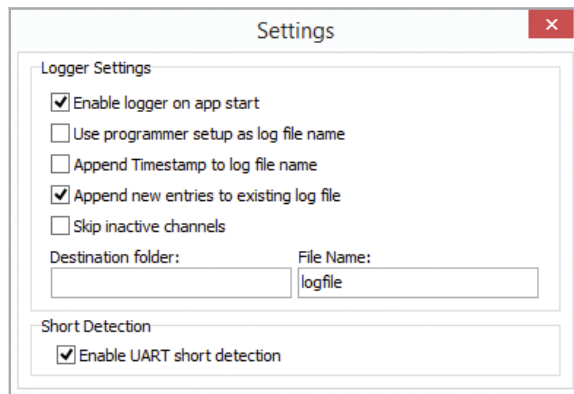 Settings
Logger Settings
Enable logger on app start
Use programmer setup as log file name
Append Timestamp to log file name
Append new entries to existing log file
Skip inactive channels
Destination folder: File Name:
logfile
Short Detection
Enable UART short detection